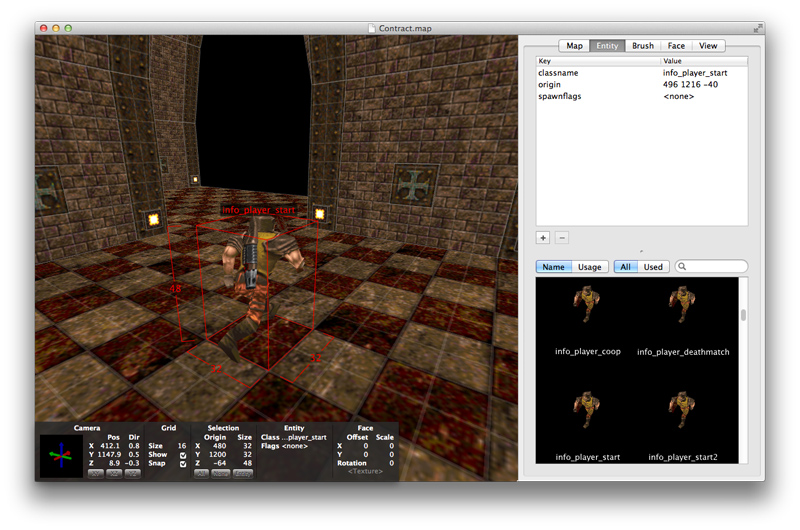 Contract.map
Map Entity Brush Face View
Key Value
classname info_player_start
origin 496 1216 -40
spawnflags <none>
+ −
Name Usage All Used
info_player_coop info_player_deathmatch
info_player_start info_player_start2
info_player_start
48
32
Camera
Pos Dir
X 412.1 0.8
Y 1147.9 0.5
Z 8.9 -0.3
Grid
Size 16
Show
Snap
Selection
Origin Size
X 480 32
Y 1200 32
Z -64 48
Entity
Class ...player_start
Flags <none>
Face
Offset Scale
X 0 0
Y 0 0
Rotation 0
<Texture>